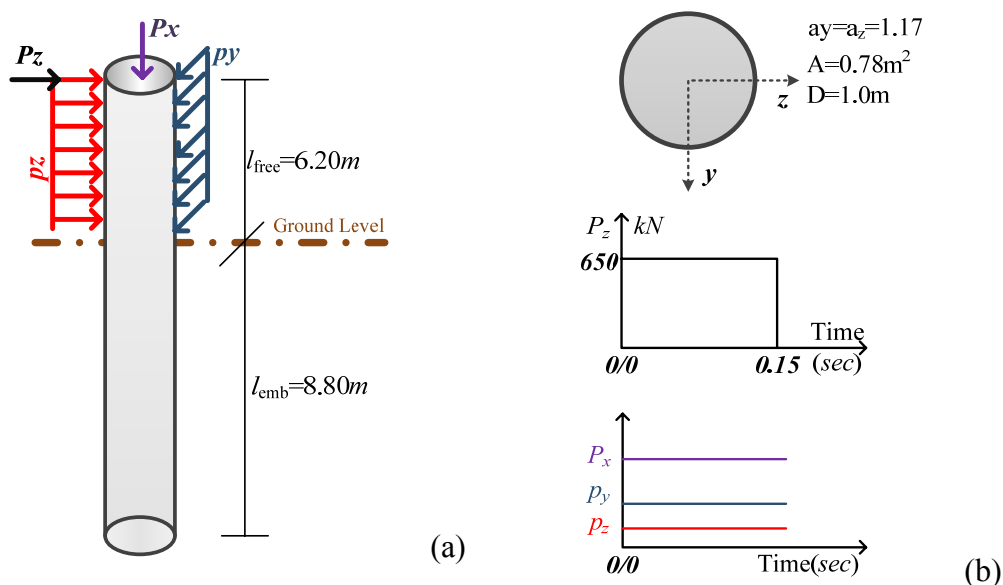 Px
Pz
py
pz
lfree=6.20m
Ground Level
lemb=8.80m
(a)
ay=az=1.17
A=0.78m²
D=1.0m
z
y
Pz kN
650
Time
0/0 0.15 (sec)
Px
py
pz
0/0 Time(sec)
(b)